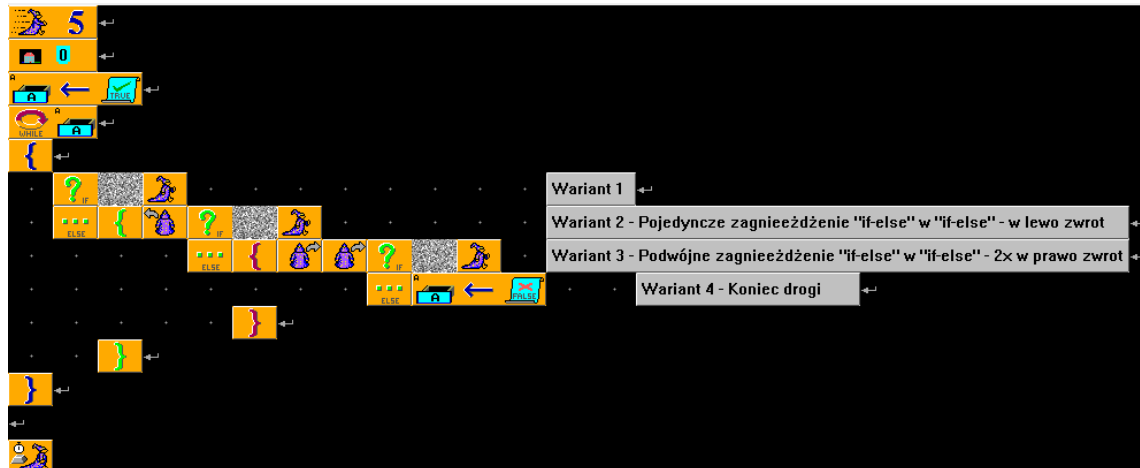 5
0
A A TRUE
WHILE A A
{
IF Wariant 1
ELSE { IF Wariant 2 - Pojedyncze zagnieeżdżenie "if-else" w "if-else" - w lewo zwrot
ELSE { IF Wariant 3 - Podwójne zagnieeżdżenie "if-else" w "if-else" - 2x w prawo zwrot
ELSE A A FALSE Wariant 4 - Koniec drogi
}
}
}